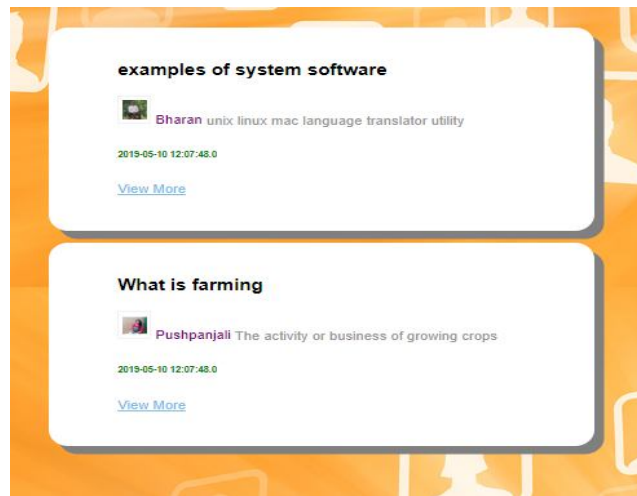 examples of system software
Bharan unix linux mac language translator utility
2019-05-10 12:07:48.0
View More
What is farming
Pushpanjali The activity or business of growing crops
2019-05-10 12:07:48.0
View More